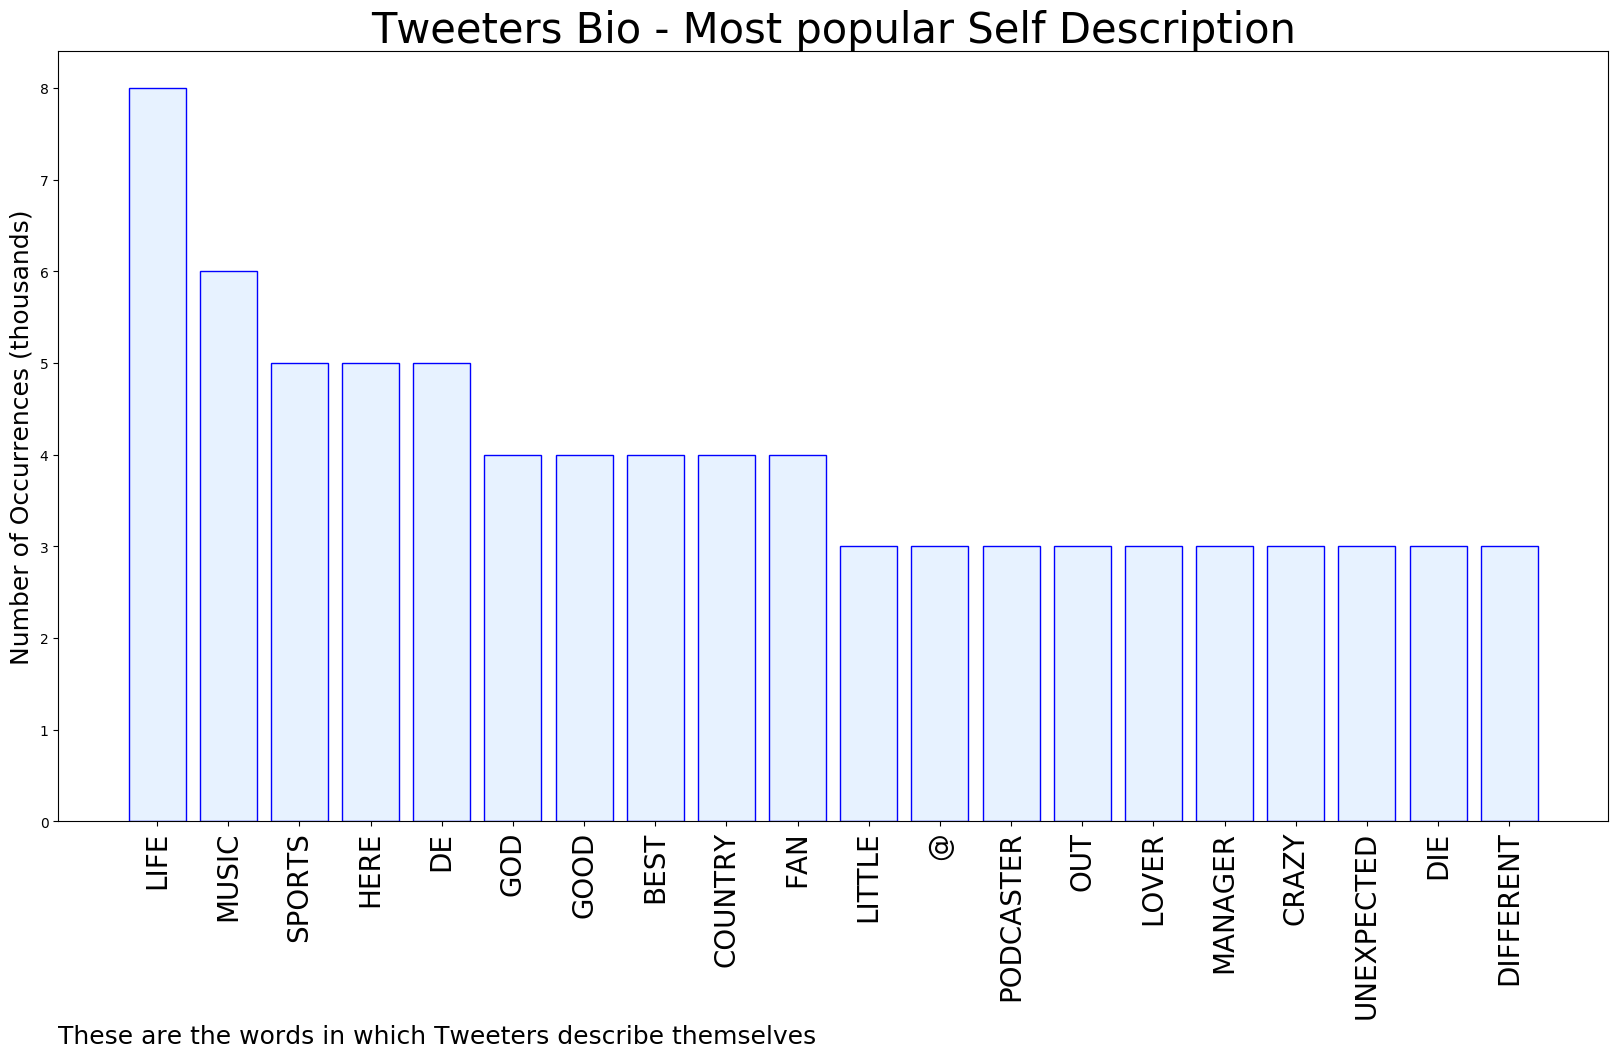 Tweeters Bio - Most popular Self Description
Number of Occurrences (thousands)
8
7
6
5
4
3
2
1
0
LIFE
MUSIC
SPORTS
HERE
DE
GOD
GOOD
BEST
COUNTRY
FAN
LITTLE
@
PODCASTER
OUT
LOVER
MANAGER
CRAZY
UNEXPECTED
DIE
DIFFERENT
These are the words in which Tweeters describe themselves